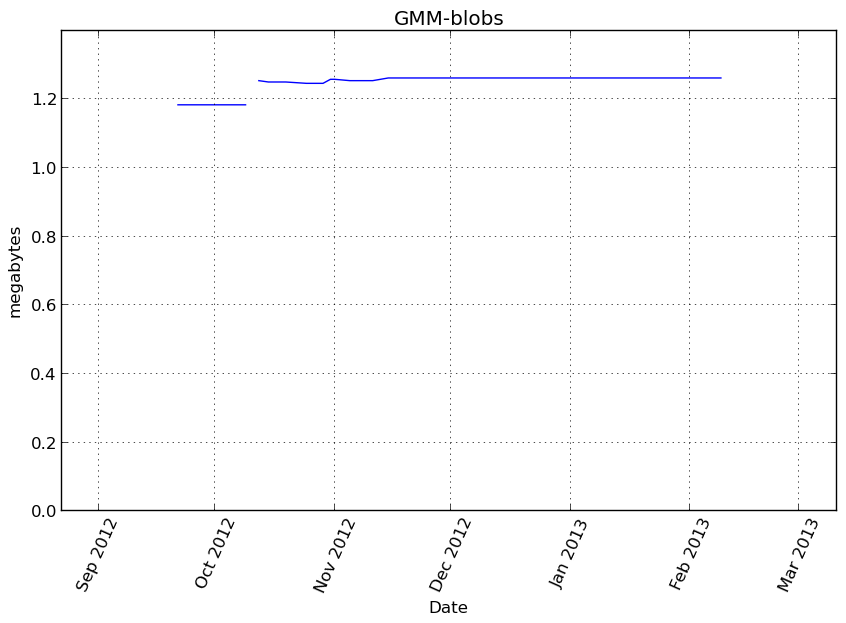 GMM-blobs
1.2
1.0
0.8
0.6
0.4
0.2
0.0
megabytes
Sep 2012
Oct 2012
Nov 2012
Dec 2012
Jan 2013
Feb 2013
Mar 2013
Date